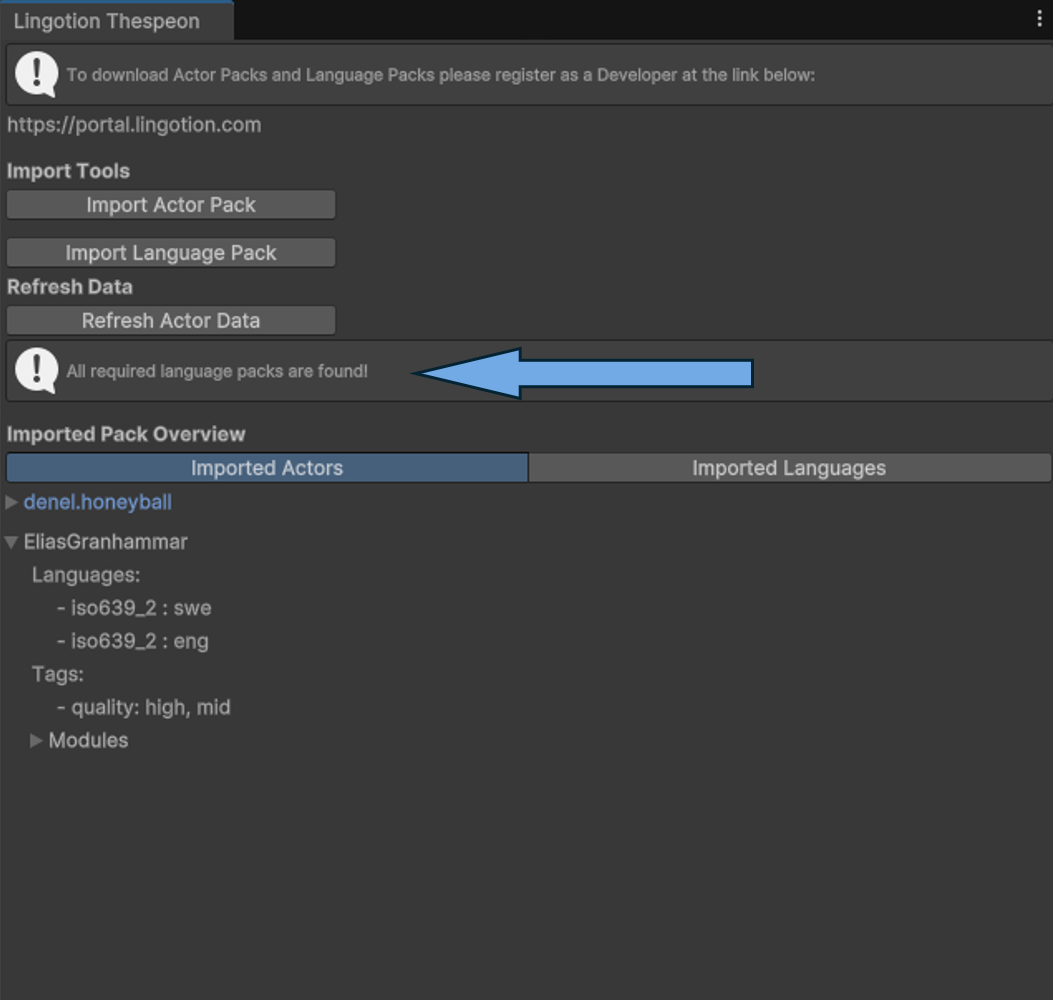 Lingotion Thespeon
To download Actor Packs and Language Packs please register as a Developer at the link below:
https://portal.lingotion.com
Import Tools
Import Actor Pack
Import Language Pack
Refresh Data
Refresh Actor Data
All required language packs are found!
Imported Pack Overview
Imported Actors
Imported Languages
denel.honeyball
EliasGranhammar
Languages:
- iso639_2 : swe
- iso639_2 : eng
Tags:
- quality: high, mid
Modules